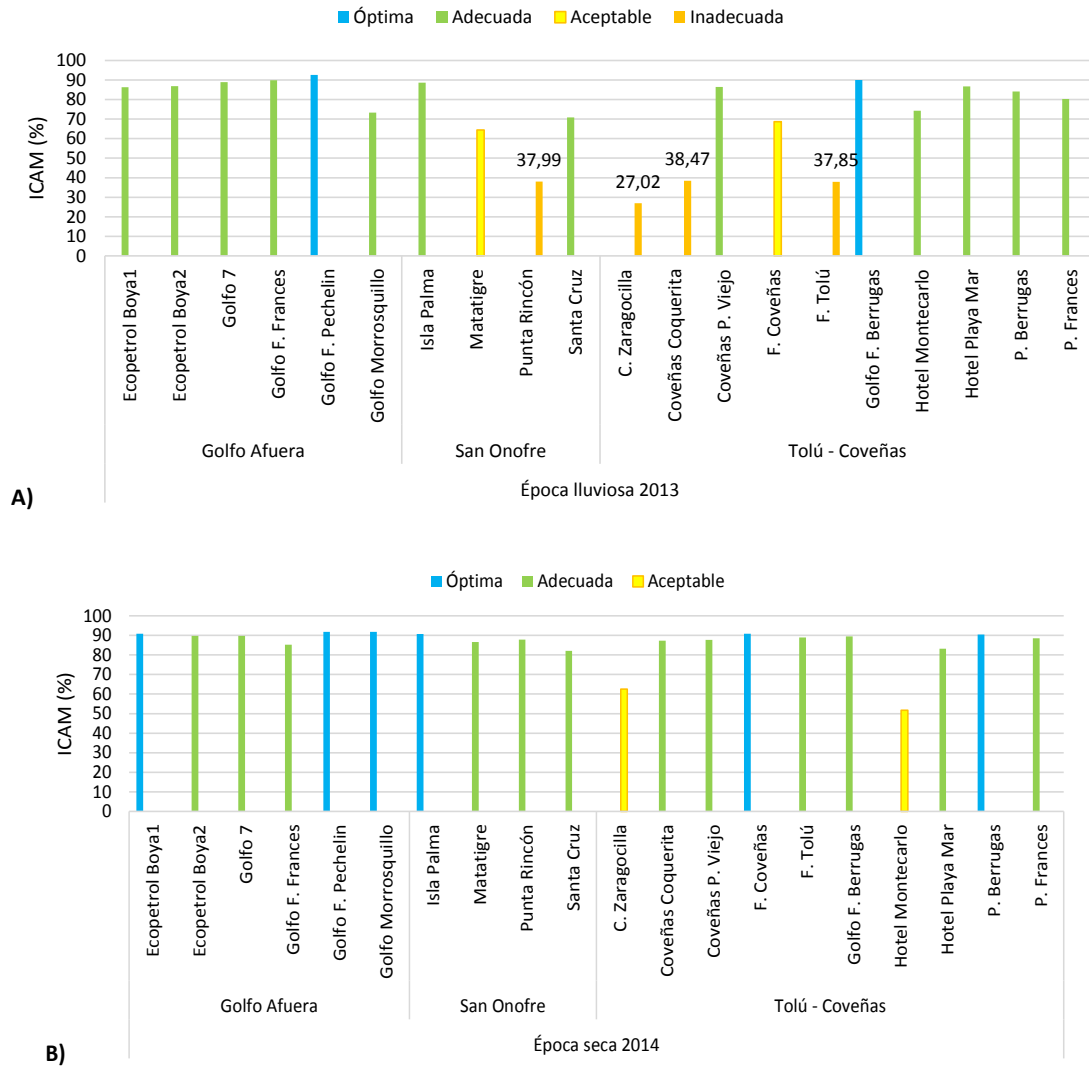 Óptima Adecuada Aceptable Inadecuada
ICAM (%)
100
90
80
70
60
50
40
30
20
10
0
37,99
27,02
38,47
37,85
Ecopetrol Boya1
Ecopetrol Boya2
Golfo 7
Golfo F. Frances
Golfo F. Pechelin
Golfo Morrosquillo
Isla Palma
Matatigre
Punta Rincón
Santa Cruz
C. Zaragocilla
Coveñas Coquerita
Coveñas P. Viejo
F. Coveñas
F. Tolú
Golfo F. Berrugas
Hotel Montecarlo
Hotel Playa Mar
P. Berrugas
P. Frances
Golfo Afuera San Onofre Tolú - Coveñas
Época lluviosa 2013
A)
Óptima Adecuada Aceptable
ICAM (%)
100
90
80
70
60
50
40
30
20
10
0
Ecopetrol Boya1
Ecopetrol Boya2
Golfo 7
Golfo F. Frances
Golfo F. Pechelin
Golfo Morrosquillo
Isla Palma
Matatigre
Punta Rincón
Santa Cruz
C. Zaragocilla
Coveñas Coquerita
Coveñas P. Viejo
F. Coveñas
F. Tolú
Golfo F. Berrugas
Hotel Montecarlo
Hotel Playa Mar
P. Berrugas
P. Frances
Golfo Afuera San Onofre Tolú - Coveñas
Época seca 2014
B)